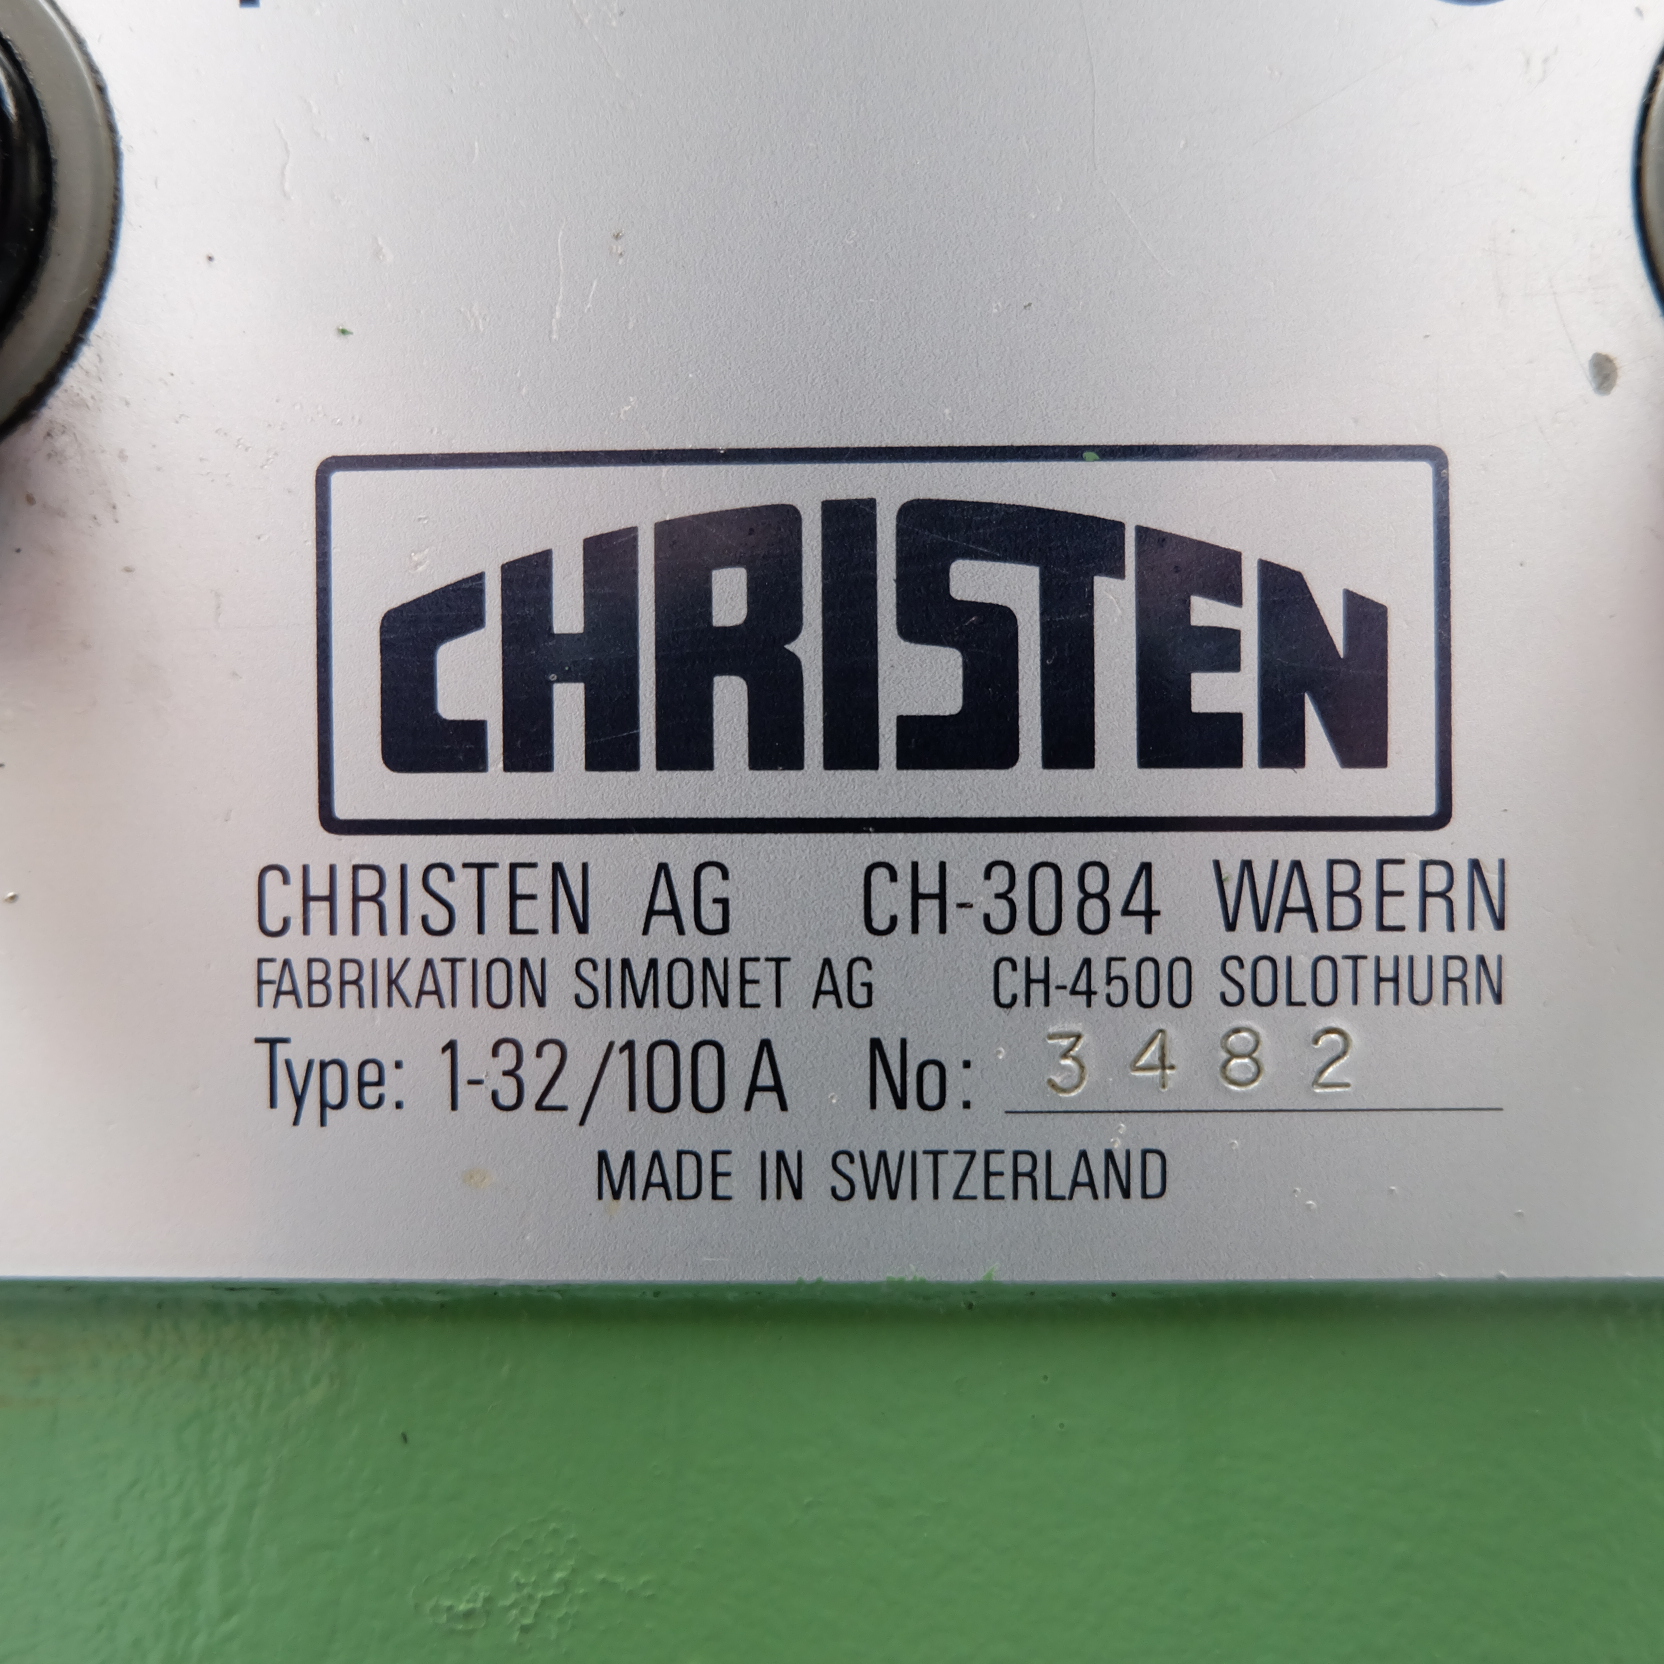 CHRISTEN
CHRISTEN AG CH-3084 WABERN
FABRIKATION SIMONET AG CH-4500 SOLOTHURN
Type: 1-32/100 A No: 3482
MADE IN SWITZERLAND